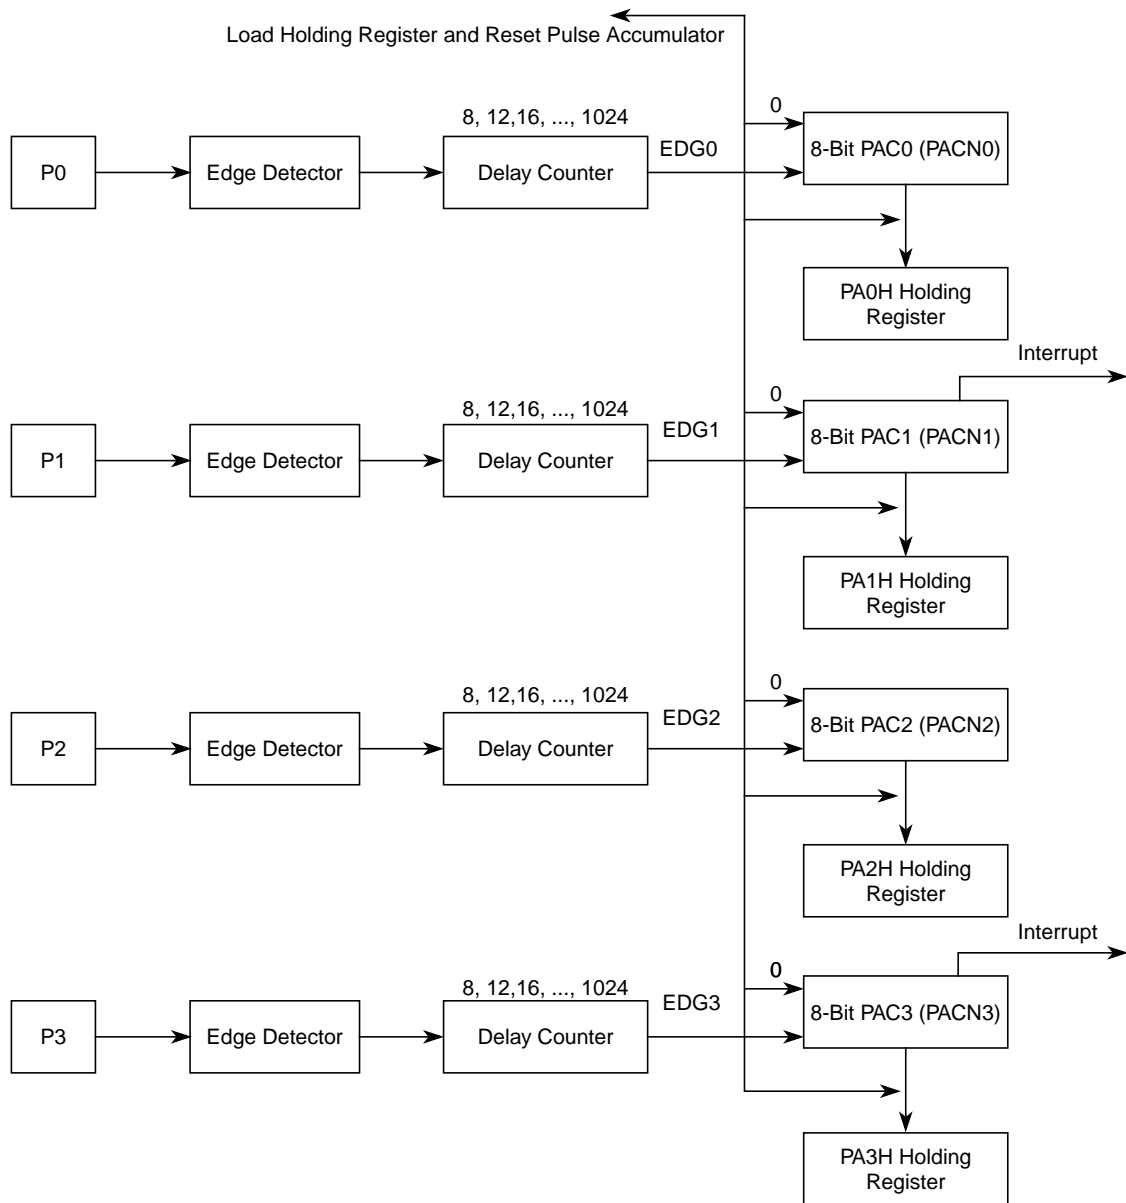 Load Holding Register and Reset Pulse Accumulator
8, 12,16, ..., 1024
0
P0
Edge Detector
Delay Counter
EDG0
8-Bit PAC0 (PACN0)
PA0H Holding
Register
Interrupt
8, 12,16, ..., 1024
0
P1
Edge Detector
Delay Counter
EDG1
8-Bit PAC1 (PACN1)
PA1H Holding
Register
8, 12,16, ..., 1024
0
P2
Edge Detector
Delay Counter
EDG2
8-Bit PAC2 (PACN2)
PA2H Holding
Register
Interrupt
8, 12,16, ..., 1024
0
P3
Edge Detector
Delay Counter
EDG3
8-Bit PAC3 (PACN3)
PA3H Holding
Register